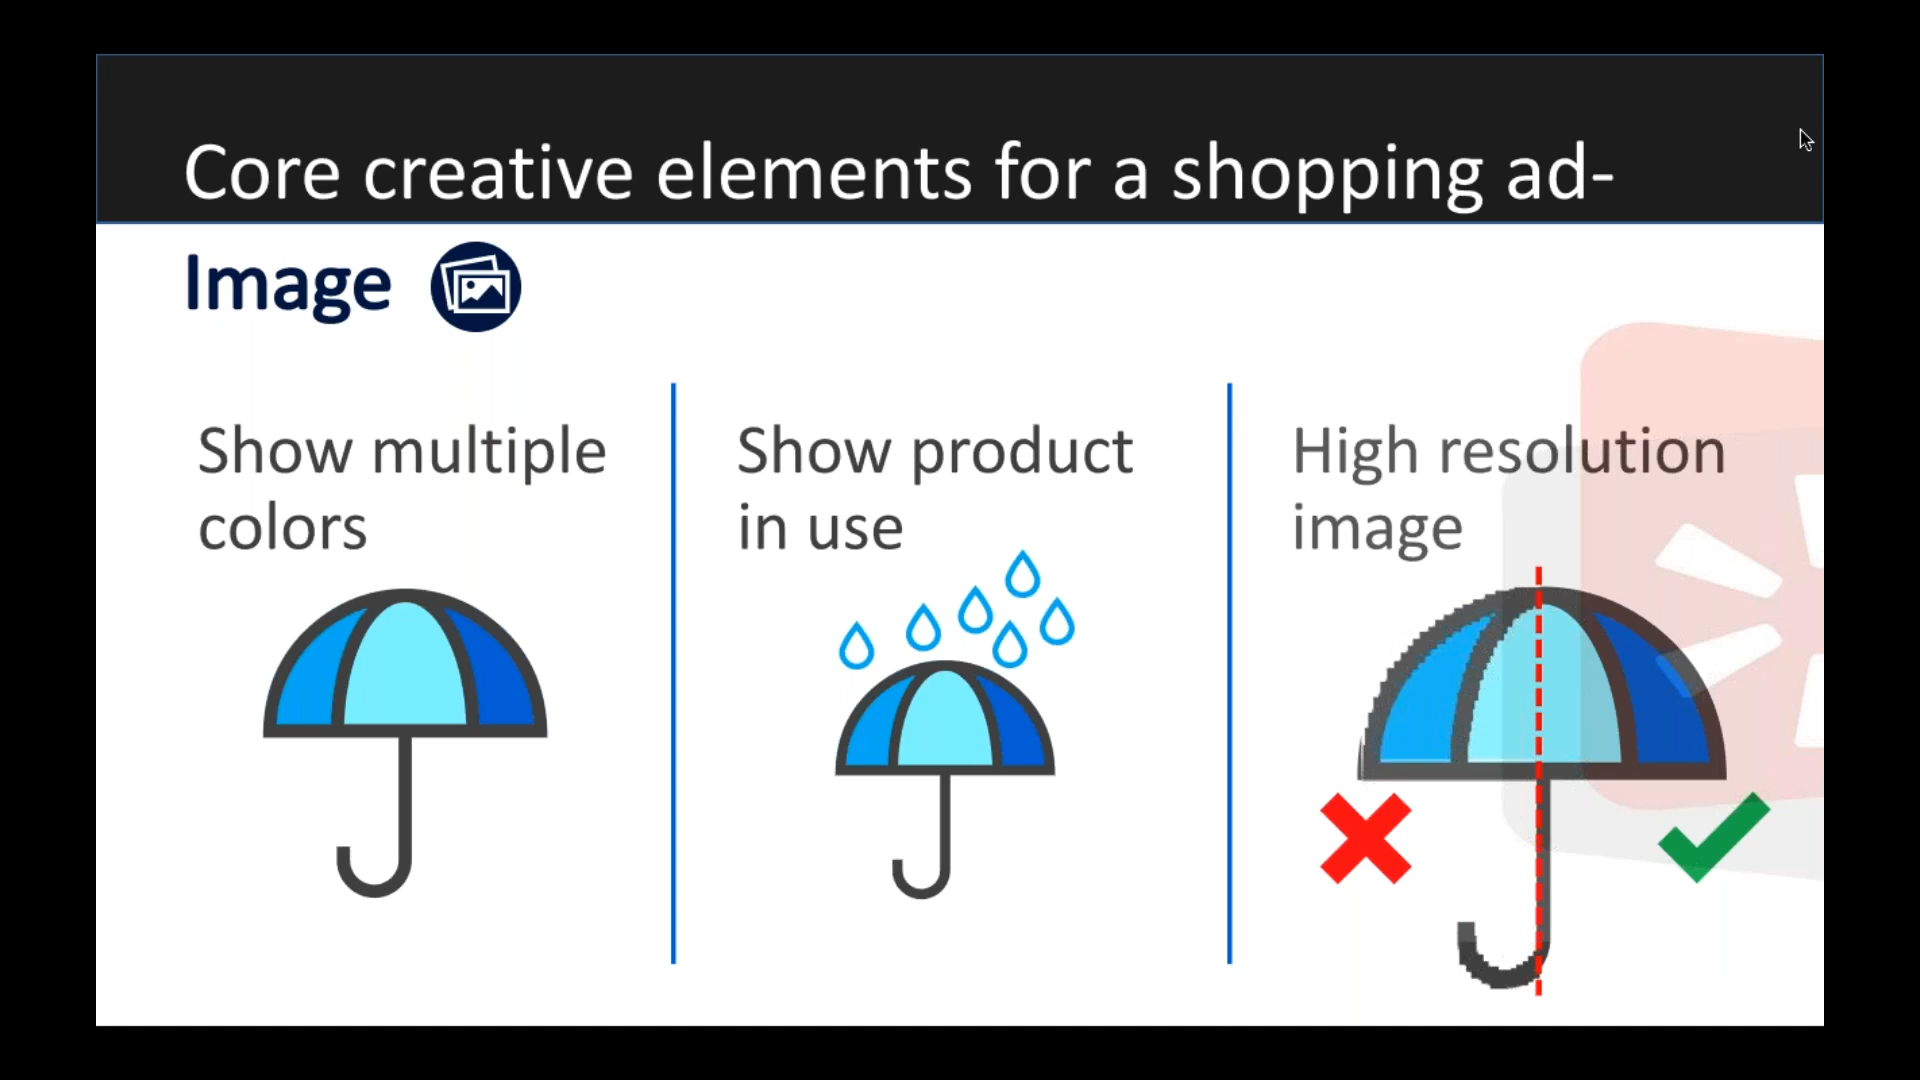 Core creative elements for a shopping ad-
Image
Show multiple
colors
Show product
in use
High resolution
image